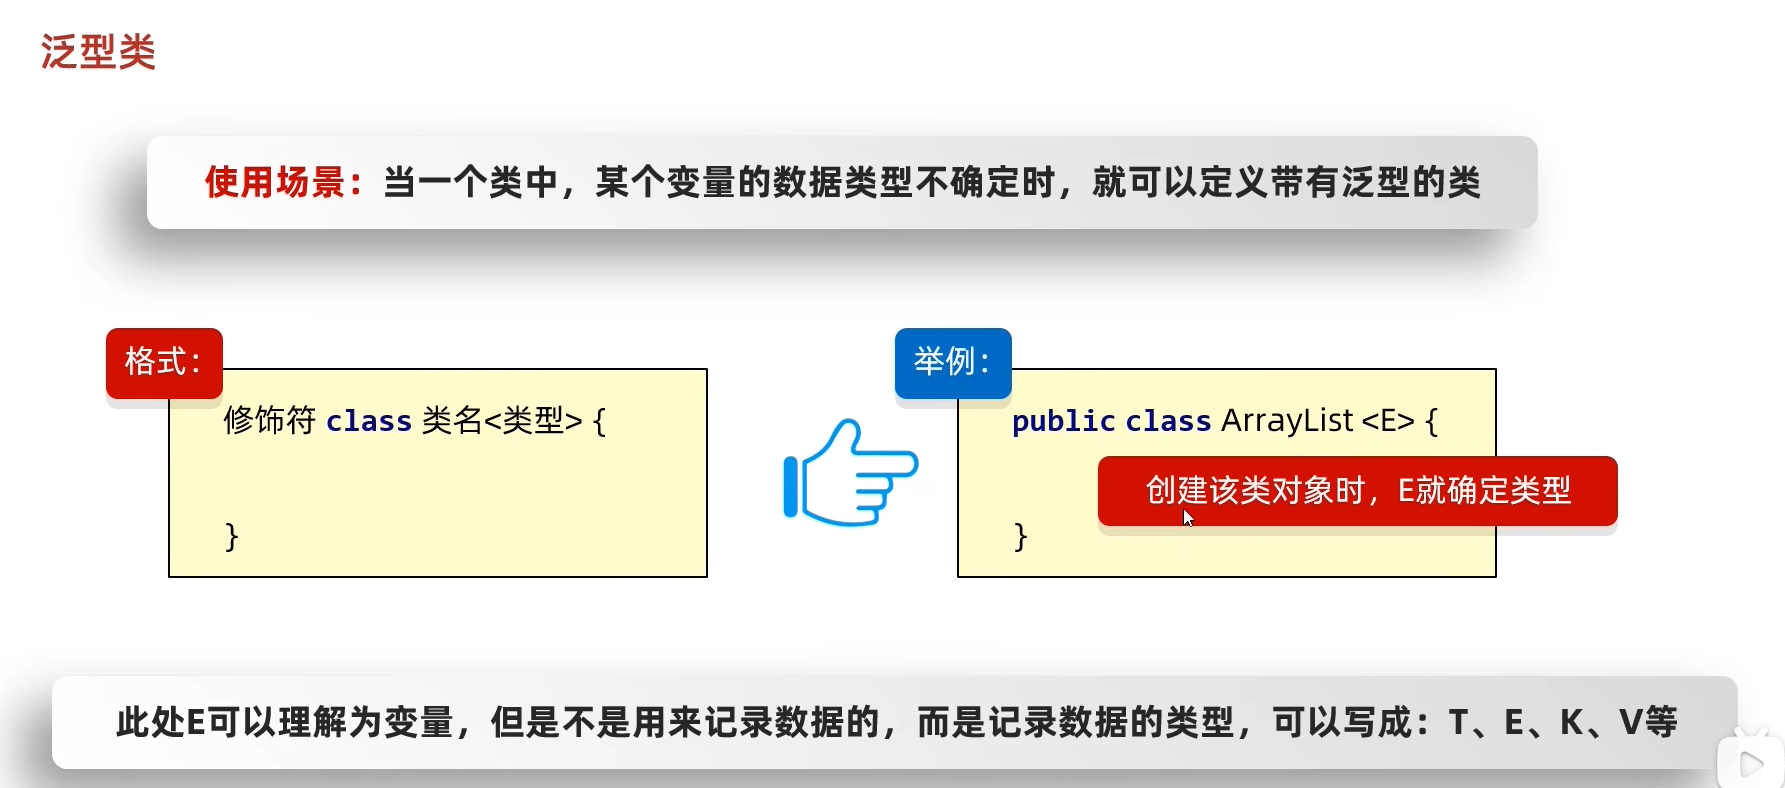 泛型类
使用场景：当一个类中，某个变量的数据类型不确定时，就可以定义带有泛型的类
格式：
修饰符 class 类名<类型> {
}
举例：
public class ArrayList <E> {
创建该类对象时，E就确定类型
}
此处E可以理解为变量，但是不是用来记录数据的，而是记录数据的类型，可以写成：T、E、K、V等